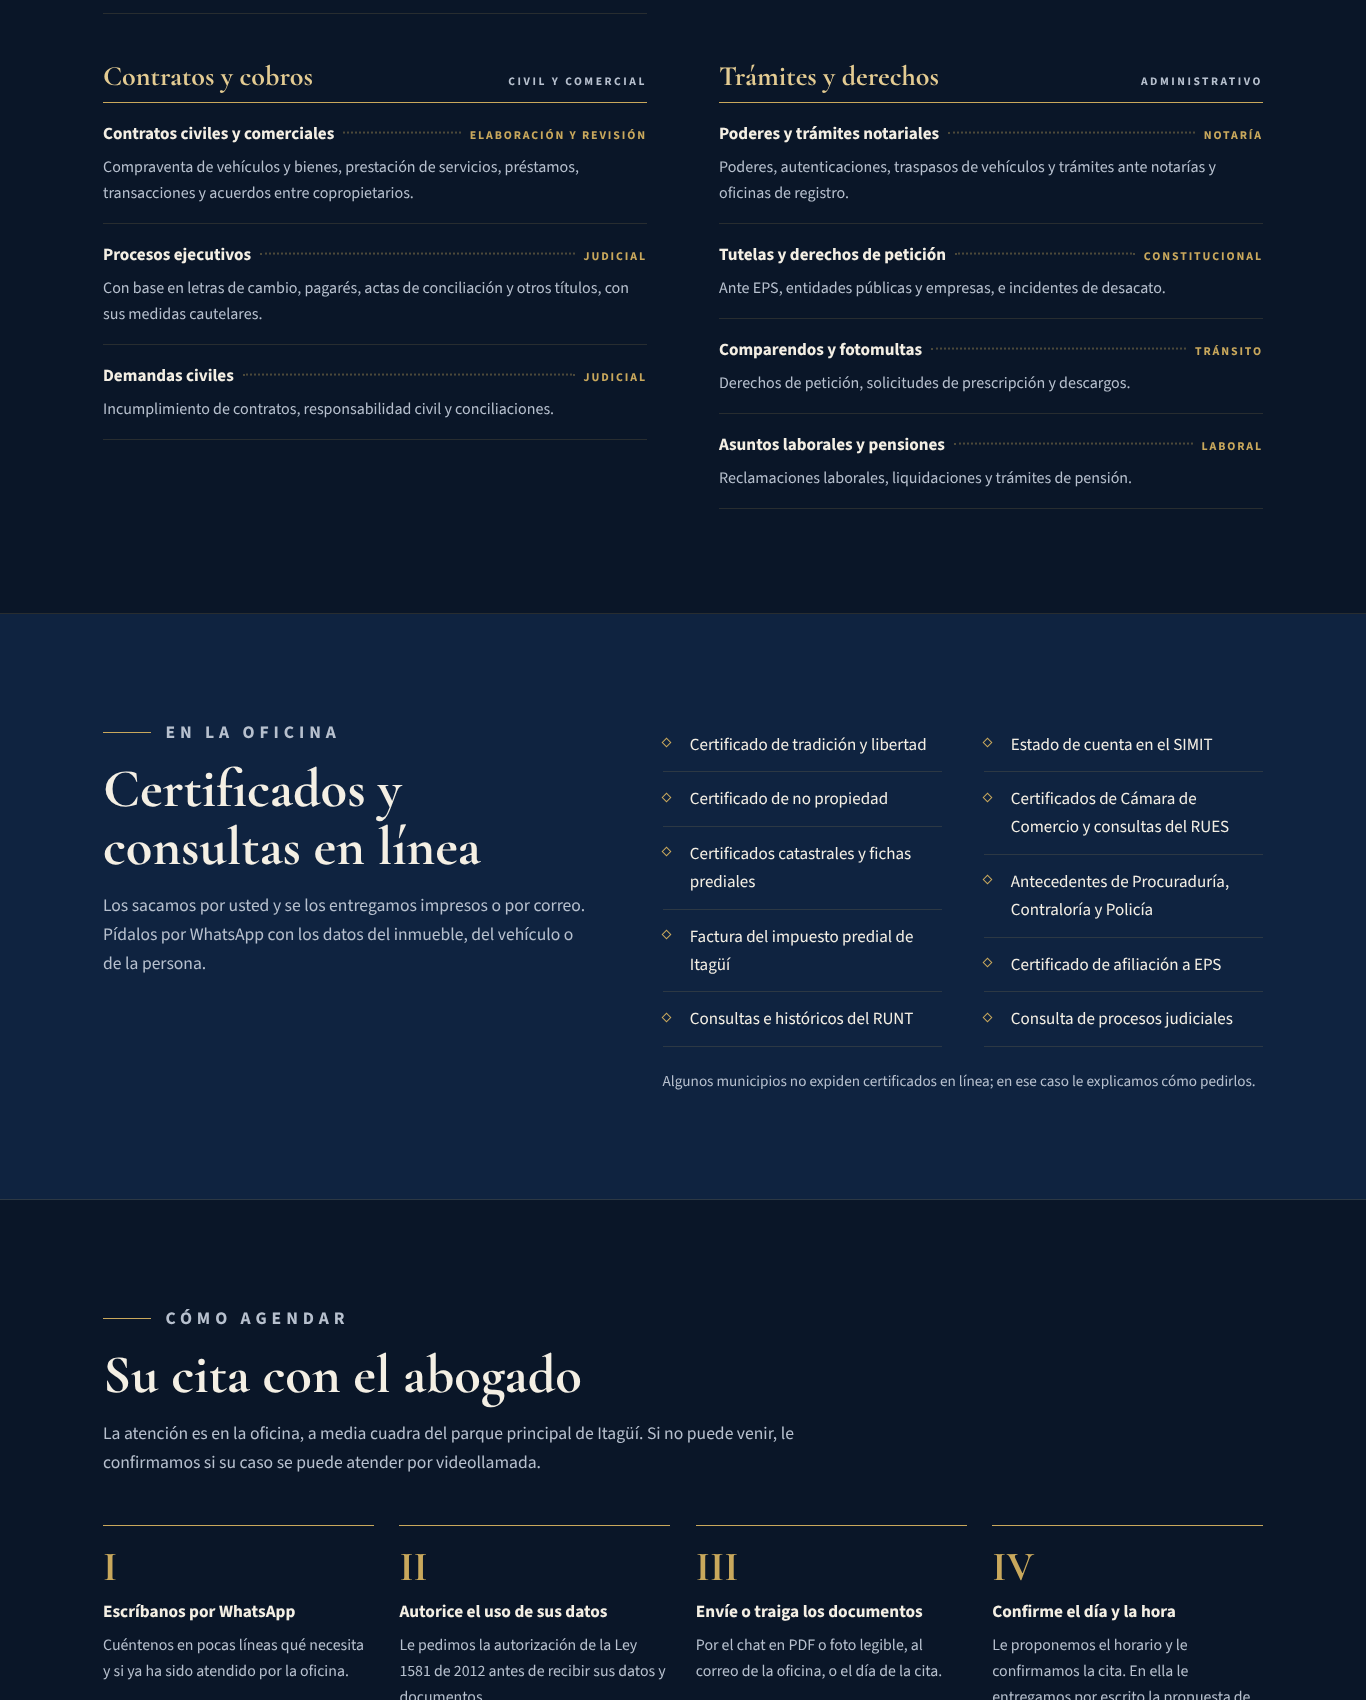 Contratos y cobros
CIVIL Y COMERCIAL
Contratos civiles y comerciales
ELABORACIÓN Y REVISIÓN
Compraventa de vehículos y bienes, prestación de servicios, préstamos,
transacciones y acuerdos entre copropietarios.
Procesos ejecutivos
JUDICIAL
Con base en letras de cambio, pagarés, actas de conciliación y otros títulos, con
sus medidas cautelares.
Demandas civiles
JUDICIAL
Incumplimiento de contratos, responsabilidad civil y conciliaciones.
Trámites y derechos
ADMINISTRATIVO
Poderes y trámites notariales
NOTARÍA
Poderes, autenticaciones, traspasos de vehículos y trámites ante notarías y
oficinas de registro.
Tutelas y derechos de petición
CONSTITUCIONAL
Ante EPS, entidades públicas y empresas, e incidentes de desacato.
Comparendos y fotomultas
TRÁNSITO
Derechos de petición, solicitudes de prescripción y descargos.
Asuntos laborales y pensiones
LABORAL
Reclamaciones laborales, liquidaciones y trámites de pensión.
EN LA OFICINA
Certificados y
consultas en línea
Los sacamos por usted y se los entregamos impresos o por correo.
Pídalos por WhatsApp con los datos del inmueble, del vehículo o
de la persona.
Certificado de tradición y libertad
Certificado de no propiedad
Certificados catastrales y fichas
prediales
Factura del impuesto predial de
Itagüí
Consultas e históricos del RUNT
Estado de cuenta en el SIMIT
Certificados de Cámara de
Comercio y consultas del RUES
Antecedentes de Procuraduría,
Contraloría y Policía
Certificado de afiliación a EPS
Consulta de procesos judiciales
Algunos municipios no expiden certificados en línea; en ese caso le explicamos cómo pedirlos.
CÓMO AGENDAR
Su cita con el abogado
La atención es en la oficina, a media cuadra del parque principal de Itagüí. Si no puede venir, le
confirmamos si su caso se puede atender por videollamada.
I
Escríbanos por WhatsApp
Cuéntenos en pocas líneas qué necesita
y si ya ha sido atendido por la oficina.
II
Autorice el uso de sus datos
Le pedimos la autorización de la Ley
1581 de 2012 antes de recibir sus datos y
documentos.
III
Envíe o traiga los documentos
Por el chat en PDF o foto legible, al
correo de la oficina, o el día de la cita.
IV
Confirme el día y la hora
Le proponemos el horario y le
confirmamos la cita. En ella le
entregamos por escrito la propuesta de